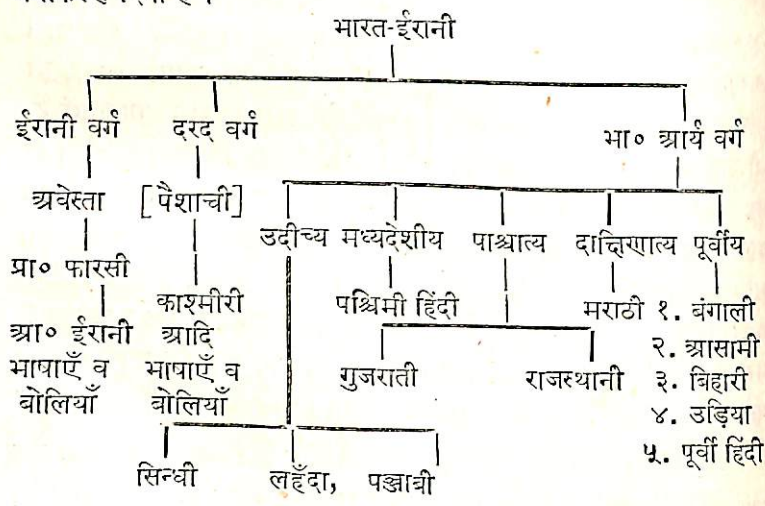 भारत-ईरानी
ईरानी वर्ग दरद वर्ग भा० आर्य वर्ग
अवेस्ता [पैशाची]
उदीच्य मध्यदेशीय पाश्चात्य दाक्षिणात्य पूर्वीय
प्रा० फारसी
काश्मीरी पश्चिमी हिंदी मराठी १. बंगाली
आ० ईरानी आदि २. आसामी
भाषाएँ व भाषाएँ व गुजराती राजस्थानी ३. बिहारी
बोलियाँ बोलियाँ ४. उड़िया
५. पूर्वी हिंदी
सिन्धी लहँदा, पञ्जाबी